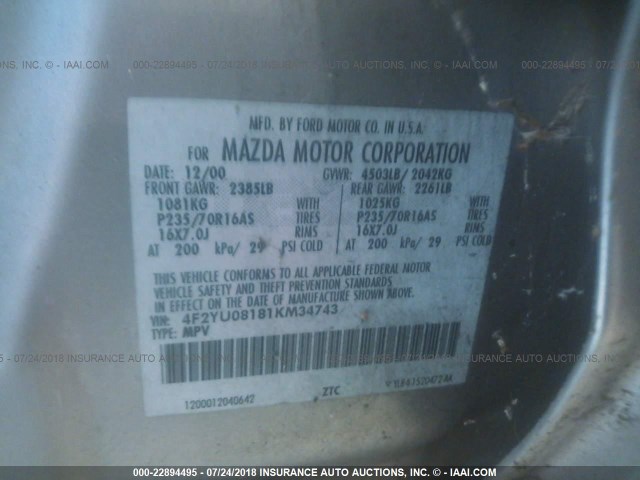 000-22894495 - 07/24/2018 INSURANCE AUTO AUCTIONS, INC. - © IAAI.COM
MFD. BY FORD MOTOR CO. IN U.S.A.
FOR MAZDA MOTOR CORPORATION
DATE: 12/00 GVWR: 4503LB/ 2042KG
FRONT GAWR: 2385LB REAR GAWR: 2261LB
1081KG WITH 1025KG WITH
P235/70R16AS TIRES P235/70R16AS TIRES
16X7.0J RIMS 16X7.0J RIMS
AT 200 kPa/ 29 PSI COLD AT 200 kPa/ 29 PSI COLD
THIS VEHICLE CONFORMS TO ALL APPLICABLE FEDERAL MOTOR
VEHICLE SAFETY AND THEFT PREVENTION STANDARDS
IN EFFECT ON THE DATE OF MANUFACTURE SHOWN ABOVE.
VIN: 4F2YU08181KM34743
TYPE: MPV
1200012040642 ZTC
000-22894495 - 07/24/2018 INSURANCE AUTO AUCTIONS, INC. - © IAAI.COM
000-22894495 - 07/24/2018 INSURANCE AUTO AUCTIONS, INC. - © IAAI.COM